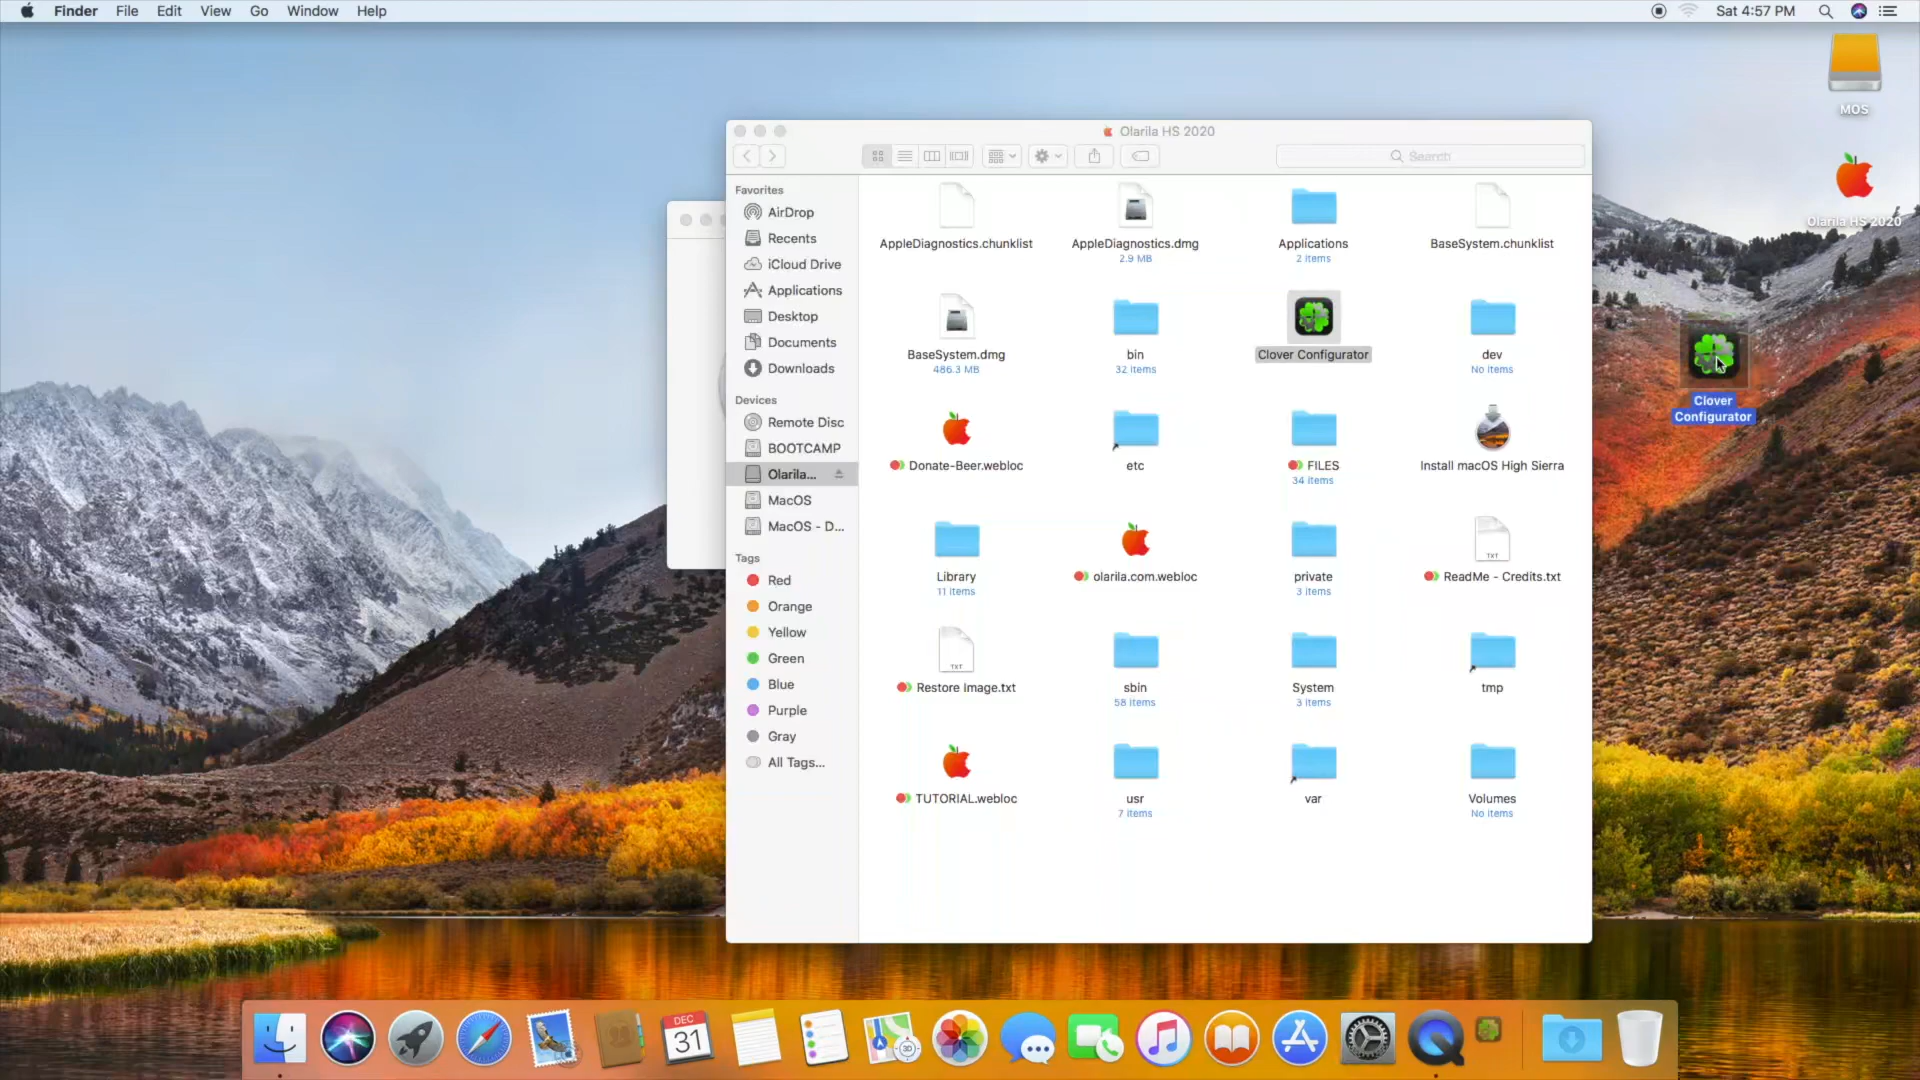 Finder File Edit View Go Window Help
Sat 4:57 PM
MOS
Olarila HS 2020
Clover
Configurator
Olarila HS 2020
Search
Favorites
AirDrop
Recents
iCloud Drive
Applications
Desktop
Documents
Downloads
Devices
Remote Disc
BOOTCAMP
Olarila...
MacOS
MacOS - D...
Tags
Red
Orange
Yellow
Green
Blue
Purple
Gray
All Tags...
AppleDiagnostics.chunklist
AppleDiagnostics.dmg
2.9 MB
Applications
2 items
BaseSystem.chunklist
BaseSystem.dmg
486.3 MB
bin
32 items
Clover Configurator
dev
No items
Donate-Beer.webloc
etc
FILES
34 items
Install macOS High Sierra
Library
11 items
olarila.com.webloc
private
3 items
TXT
ReadMe - Credits.txt
TXT
Restore Image.txt
sbin
58 items
System
3 items
tmp
TUTORIAL.webloc
usr
7 items
var
Volumes
No items
DEC
31
3D